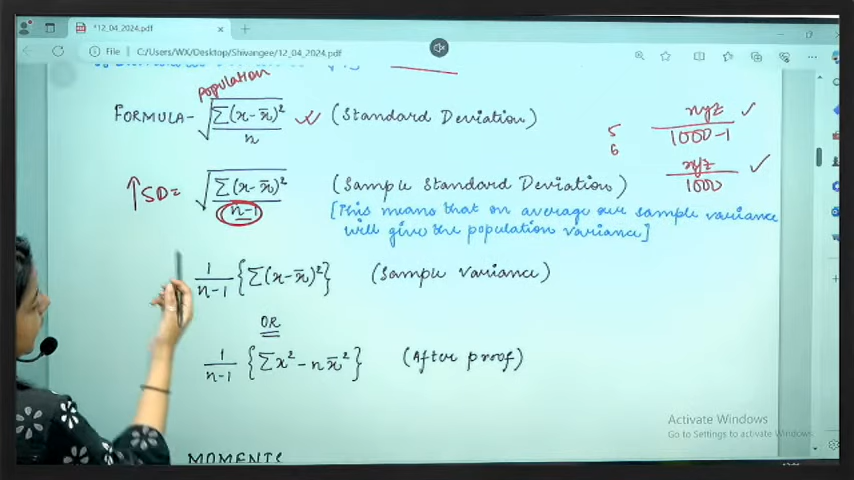 *12_04_2024.pdf
File | C:/Users/WX/Desktop/Shivangee/12_04_2024.pdf
Population
FORMULA- √Σ(x-x̄)²/n (Standard Deviation)
xyz/1000-1 ✓
5
6
xyz/1000 ✓
↑SD= √Σ(x-x̄)²/n-1 (Sample Standard Deviation)
[This means that on average our sample variance
will give the population variance]
1/n-1 {Σ(x-x̄)²} (Sample Variance)
OR
1/n-1 {Σx² - nx̄²} (After proof)
Activate Windows
Go to Settings to activate Windows.
MOMENTS